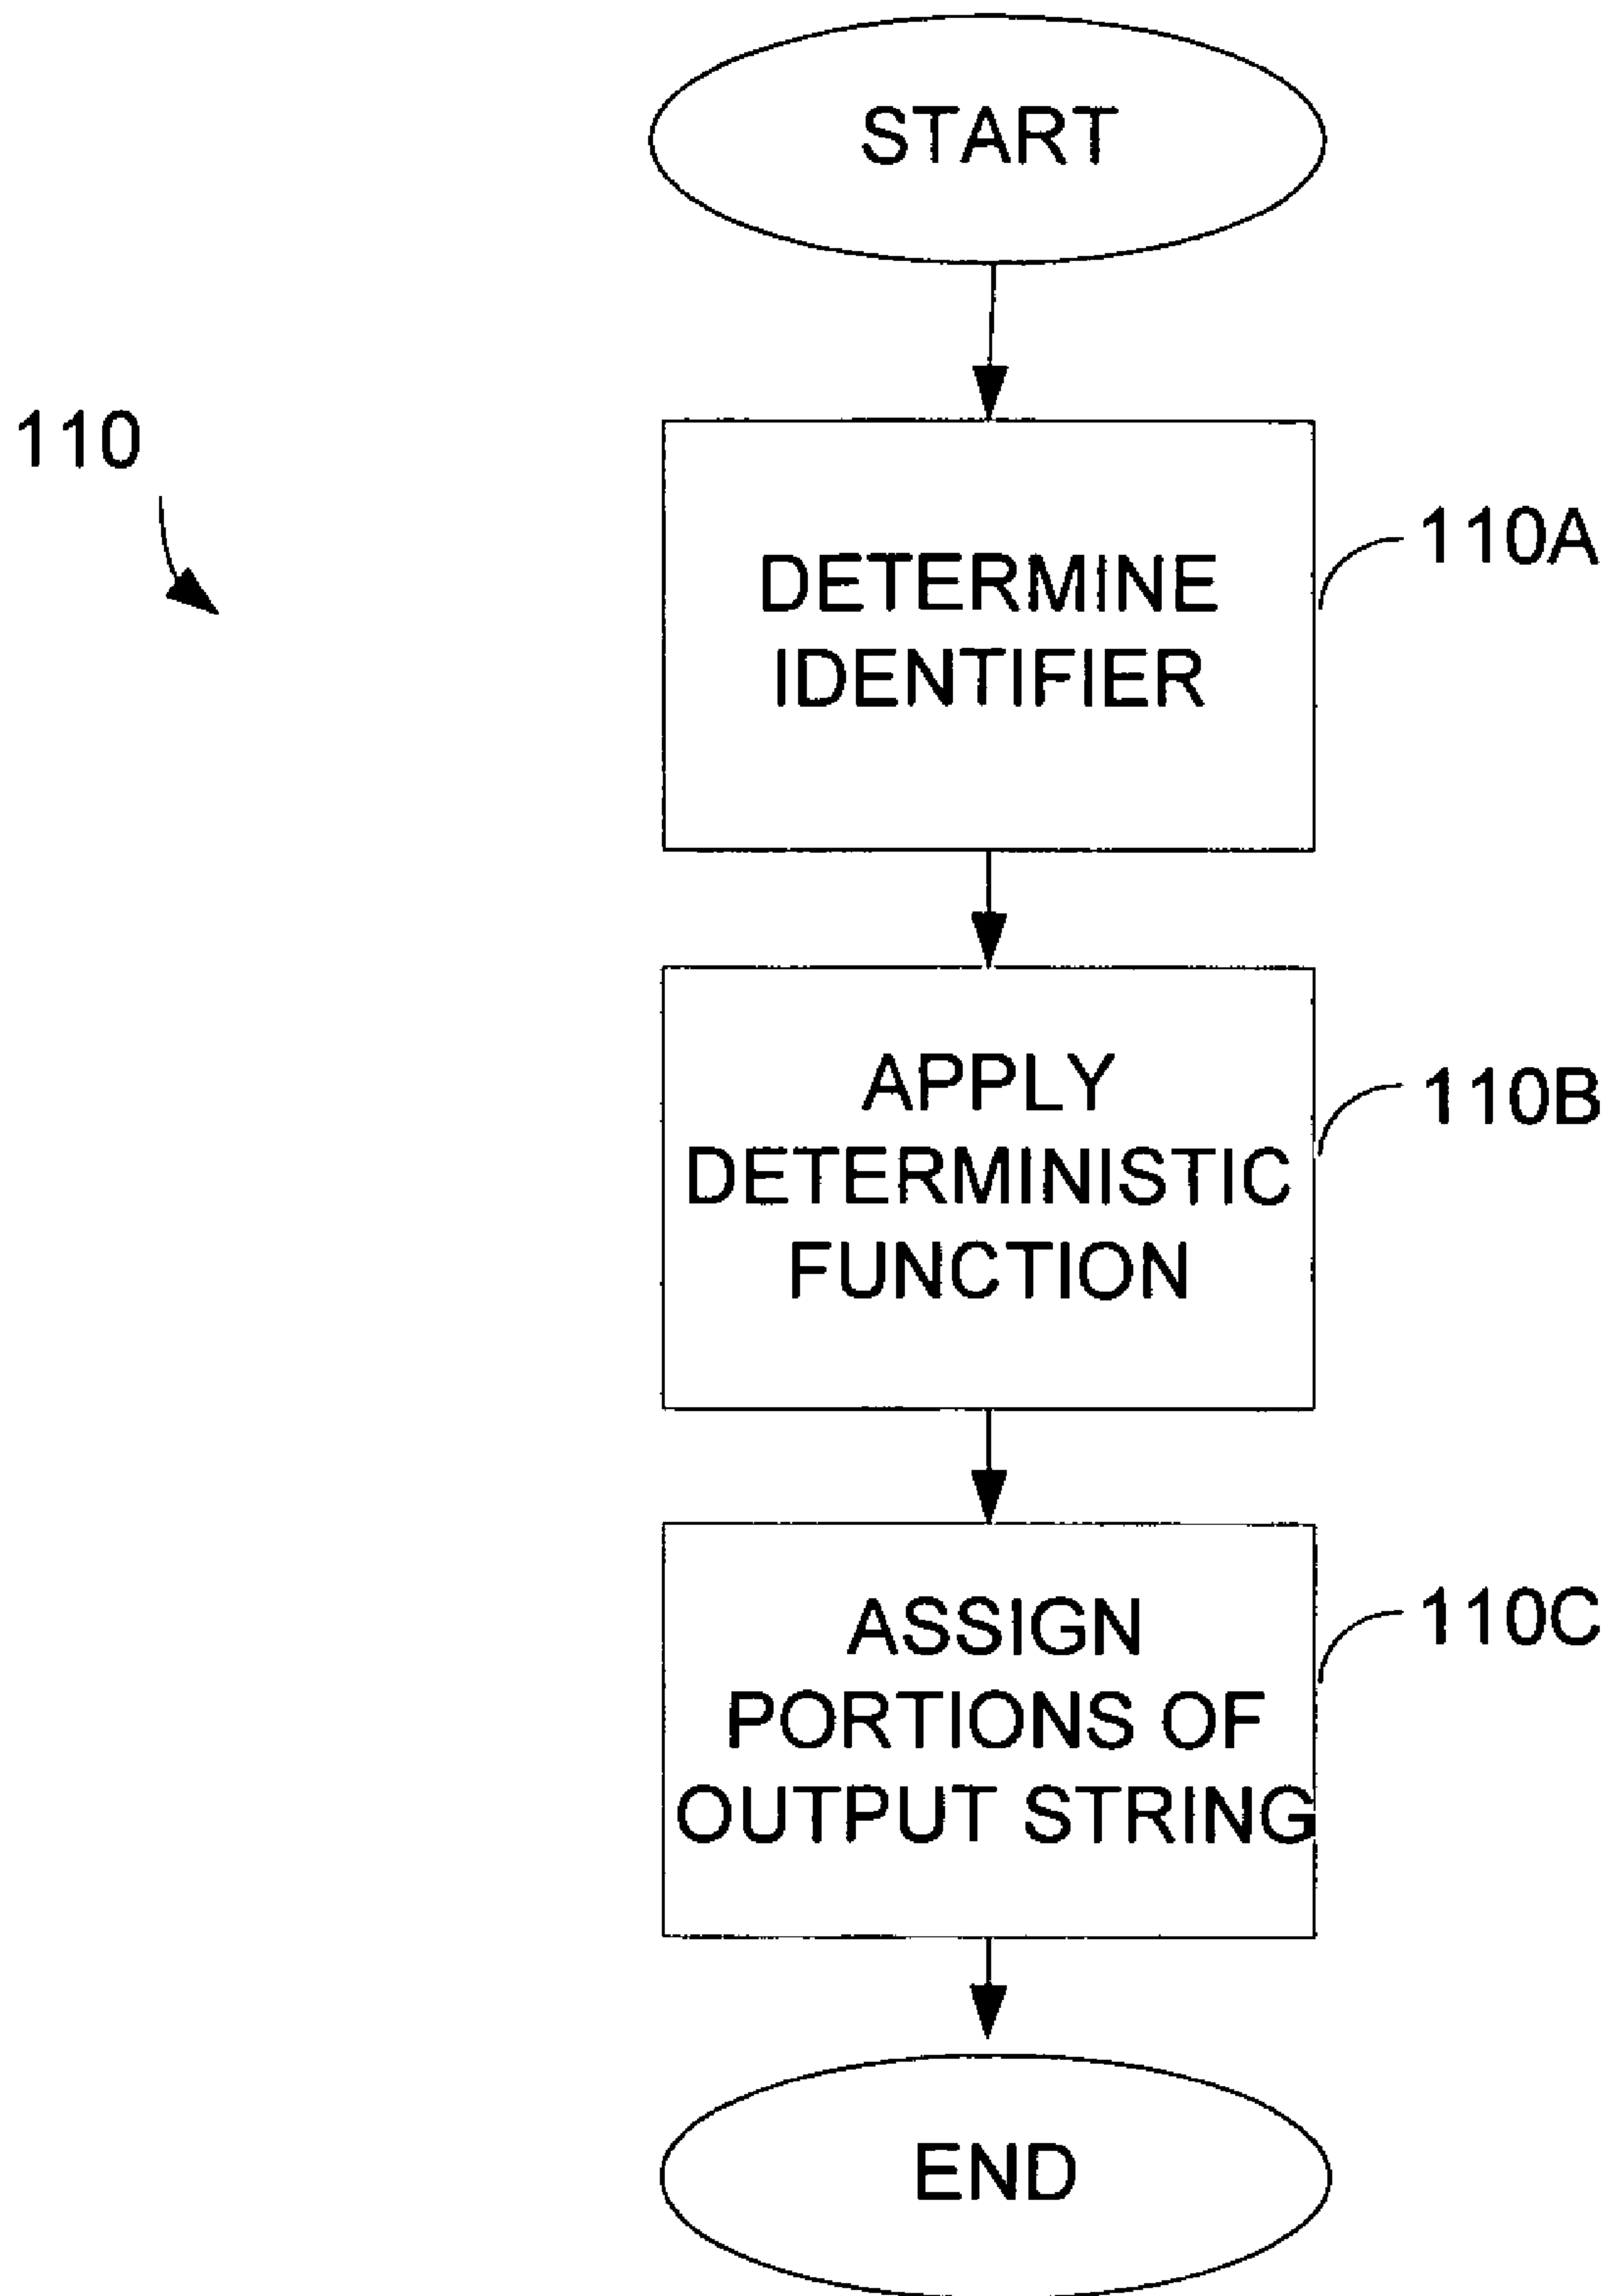 START
110
DETERMINE
IDENTIFIER
110A
APPLY
DETERMINISTIC
FUNCTION
110B
ASSIGN
PORTIONS OF
OUTPUT STRING
110C
END